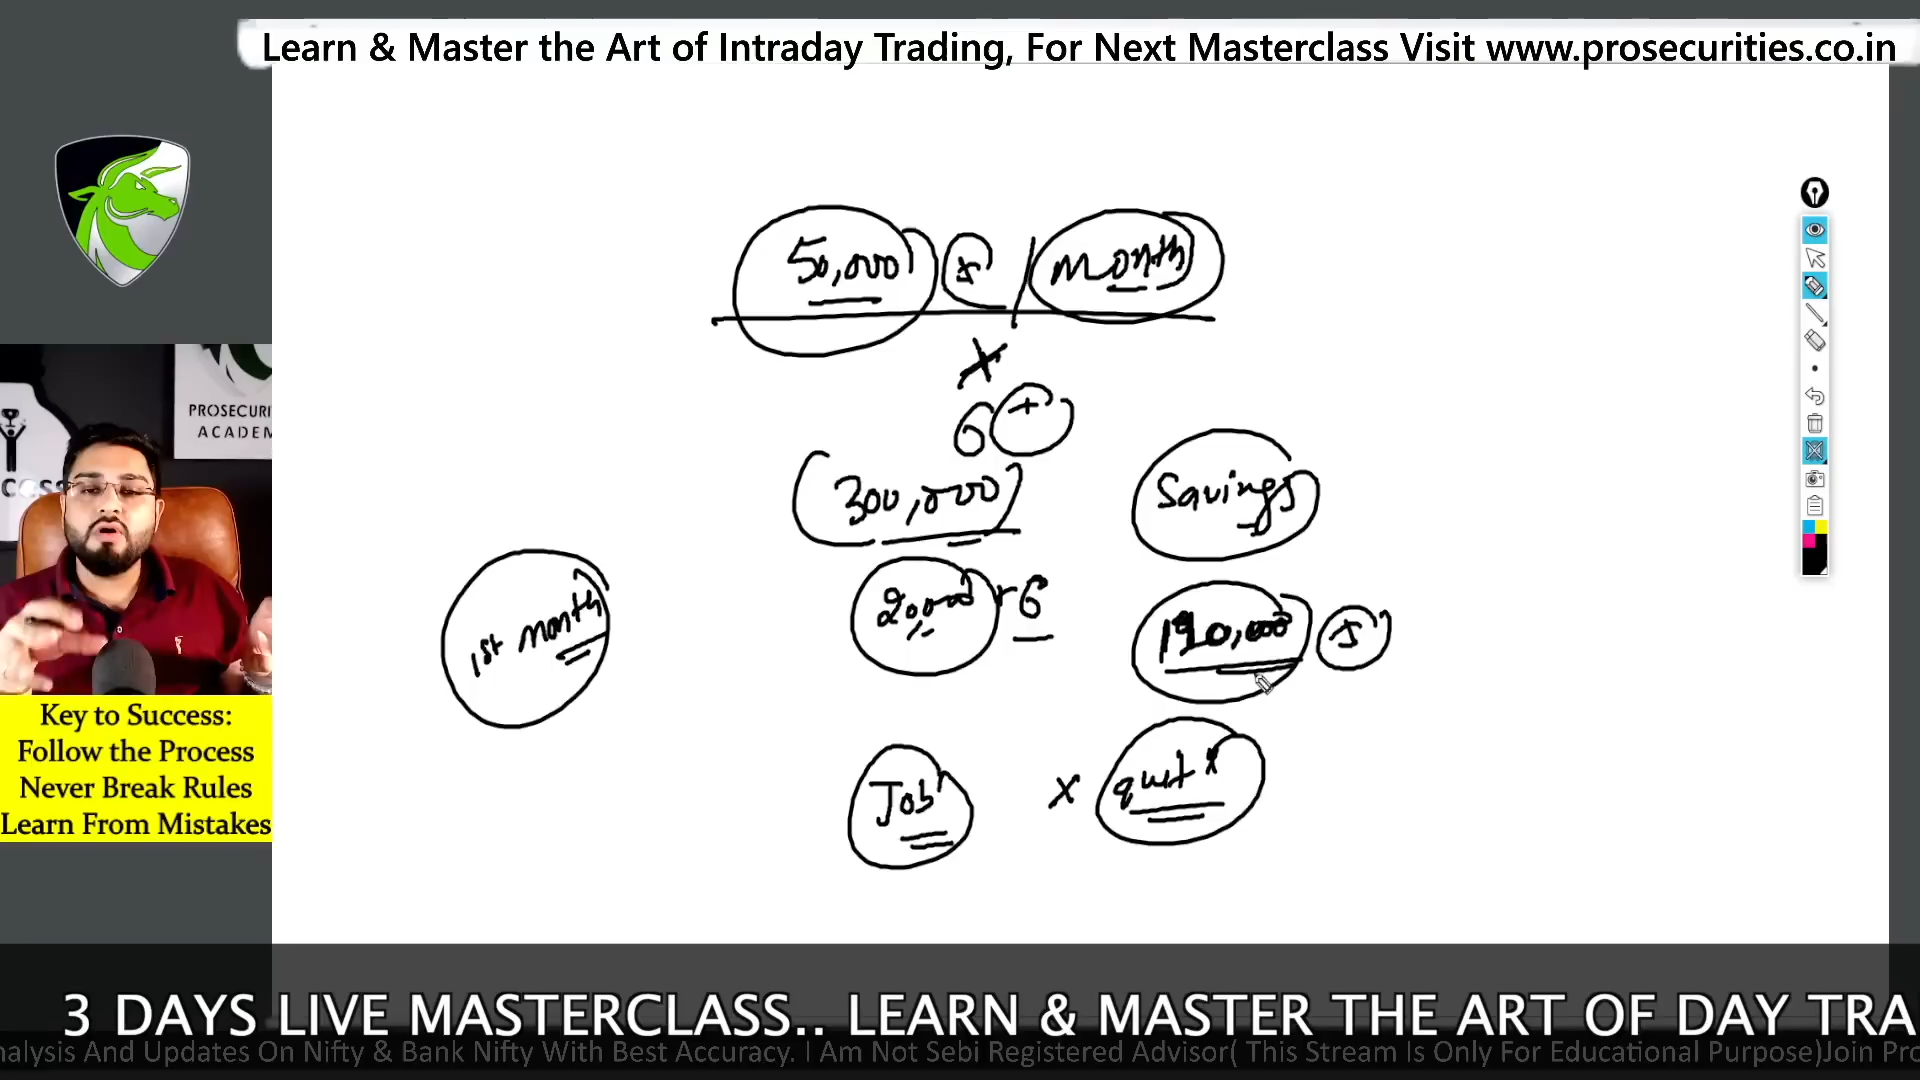 Learn & Master the Art of Intraday Trading, For Next Masterclass Visit www.prosecurities.co.in
50,000 / month
X
6 +
300,000 Savings
1st month
20,000 × 6
Job X quit x
PROSECURI
ACADEM
Key to Success:
Follow the Process
Never Break Rules
Learn From Mistakes
3 DAYS LIVE MASTERCLASS.. LEARN & MASTER THE ART OF DAY TRA
nalysis And Updates On Nifty & Bank Nifty With Best Accuracy. I Am Not Sebi Registered Advisor( This Stream Is Only For Educational Purpose)Join Pro